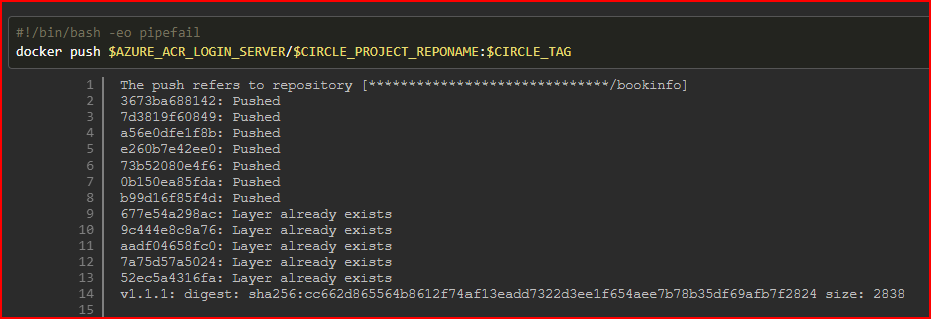 #!/bin/bash -eo pipefail
docker push $AZURE_ACR_LOGIN_SERVER/$CIRCLE_PROJECT_REPONAME:$CIRCLE_TAG
1 The push refers to repository [******************************/bookinfo]
2 3673ba688142: Pushed
3 7d3819f60849: Pushed
4 a56e0dfe1f8b: Pushed
5 e260b7e42ee0: Pushed
6 73b52080e4f6: Pushed
7 0b150ea85fda: Pushed
8 b99d16f85f4d: Pushed
9 677e54a298ac: Layer already exists
10 9c444e8c8a76: Layer already exists
11 aadf04658fc0: Layer already exists
12 7a75d57a5024: Layer already exists
13 52ec5a4316fa: Layer already exists
14 v1.1.1: digest: sha256:cc662d865564b8612f74af13eadd7322d3ee1f654aee7b78b35df69afb7f2824 size: 2838
15